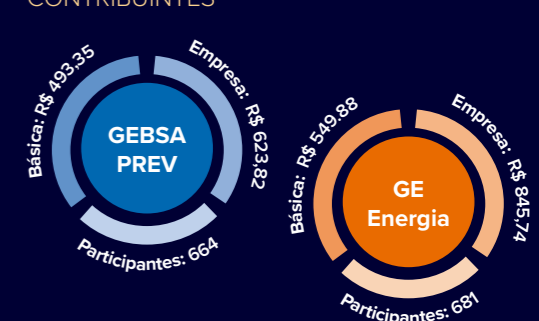 CONTRIBUINTES
Básica: R$ 493,35
Empresa: R$ 623,82
GEBSA
PREV
Participantes: 664
Básica: R$ 549,88
Empresa: R$ 845,74
GE
Energia
Participantes: 681